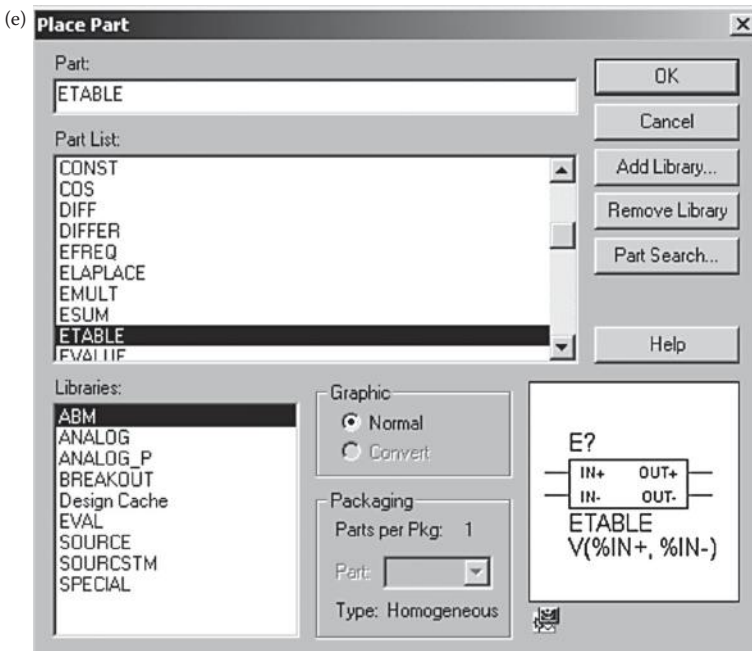 (e)
Place Part
Part:
ETABLE
Part List:
CONST
COS
DIFF
DIFFER
EFREQ
ELAPLACE
EMULT
ESUM
ETABLE
EVALUE
OK
Cancel
Add Library...
Remove Library
Part Search...
Help
Libraries:
ABM
ANALOG
ANALOG_P
BREAKOUT
Design Cache
EVAL
SOURCE
SOURCSTM
SPECIAL
Graphic
Normal
Convert
Packaging
Parts per Pkg: 1
Part:
Type: Homogeneous
E?
IN+ OUT+
IN- OUT-
ETABLE
V(%IN+, %IN-)